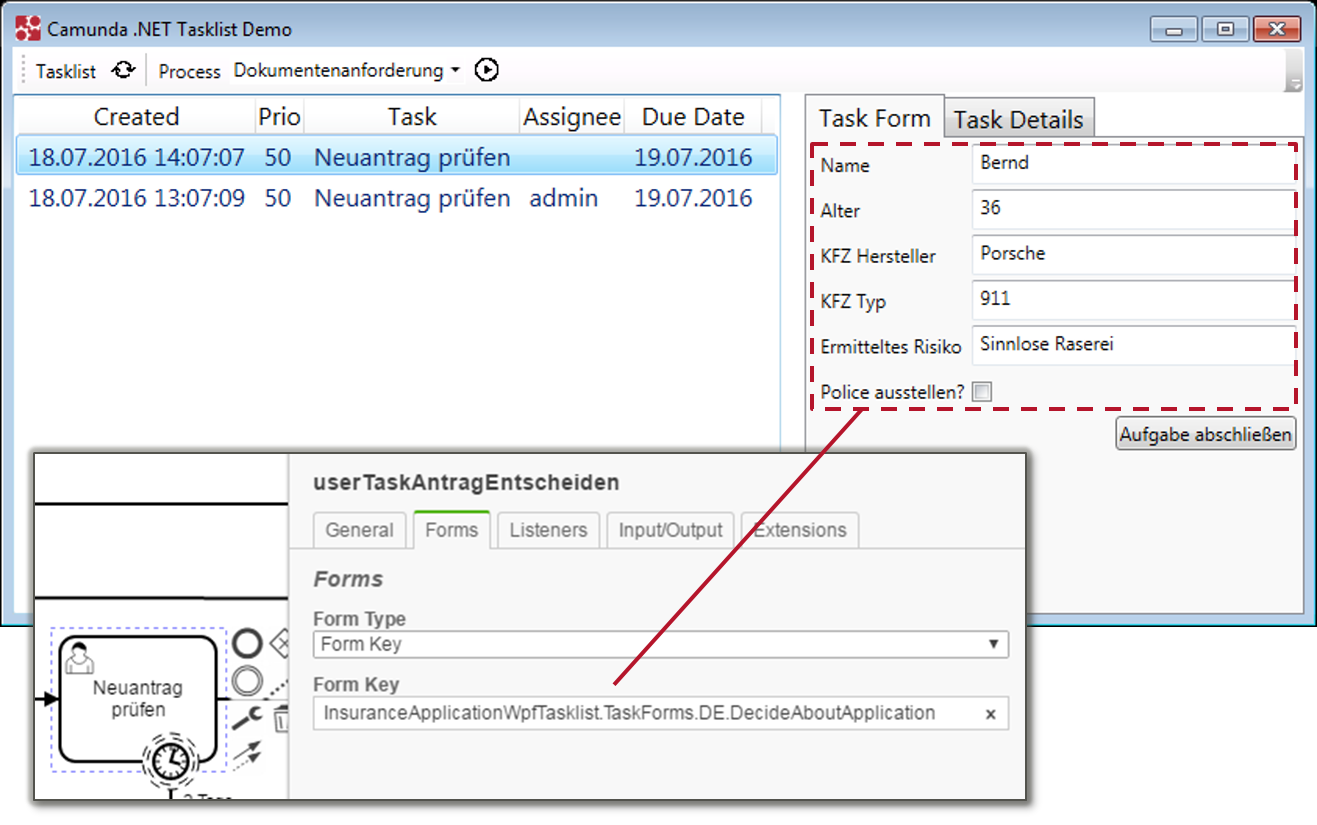 Camunda .NET Tasklist Demo
Tasklist Process Dokumentenanforderung
Created Prio Task Assignee Due Date
18.07.2016 14:07:07 50 Neuantrag prüfen 19.07.2016
18.07.2016 13:07:09 50 Neuantrag prüfen admin 19.07.2016
Task Form Task Details
Name Bernd
Alter 36
KFZ Hersteller Porsche
KFZ Typ 911
Ermitteltes Risiko Sinnlose Raserei
Police ausstellen?
Aufgabe abschließen
userTaskAntragEntscheiden
General Forms Listeners Input/Output Extensions
Forms
Form Type
Form Key
Form Key
InsuranceApplicationWpfTasklist.TaskForms.DE.DecideAboutApplication x
Neuantrag
prüfen